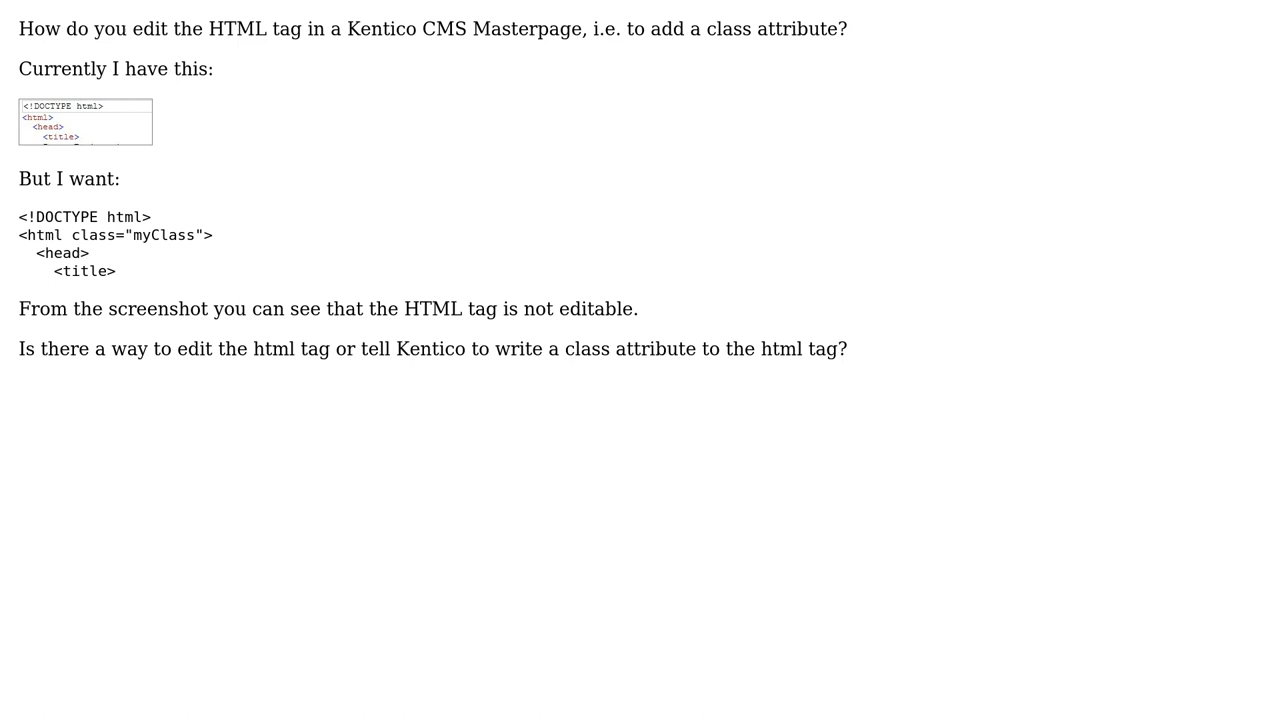 How do you edit the HTML tag in a Kentico CMS Masterpage, i.e. to add a class attribute?
Currently I have this:
<!DOCTYPE html>
<html>
<head>
<title>
But I want:
<!DOCTYPE html>
<html class="myClass">
<head>
<title>
From the screenshot you can see that the HTML tag is not editable.
Is there a way to edit the html tag or tell Kentico to write a class attribute to the html tag?